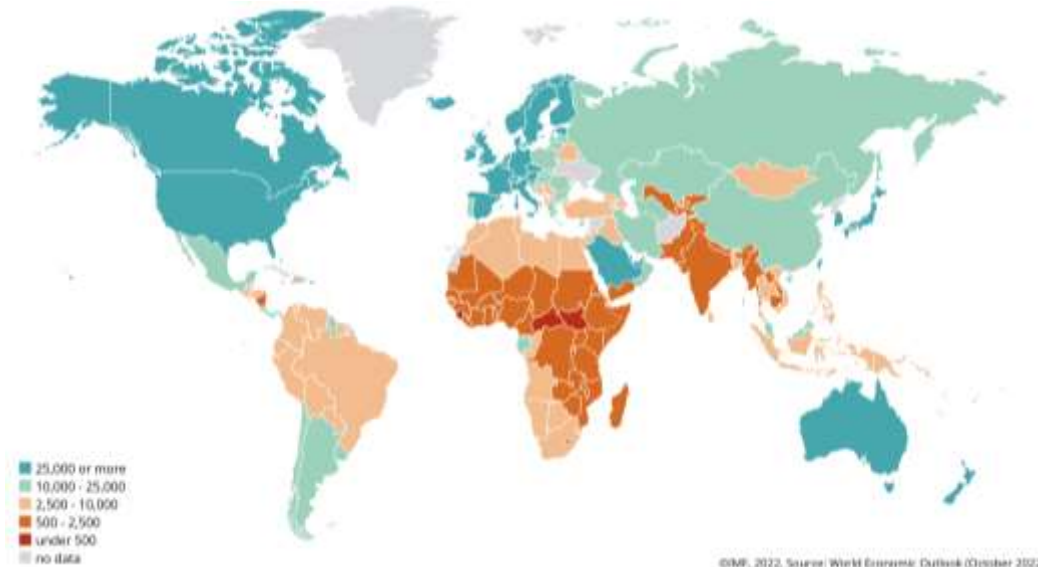 25,000 or more
10,000 - 25,000
2,500 - 10,000
500 - 2,500
under 500
no data
©IMF, 2022, Source: World Economic Outlook (October 2022